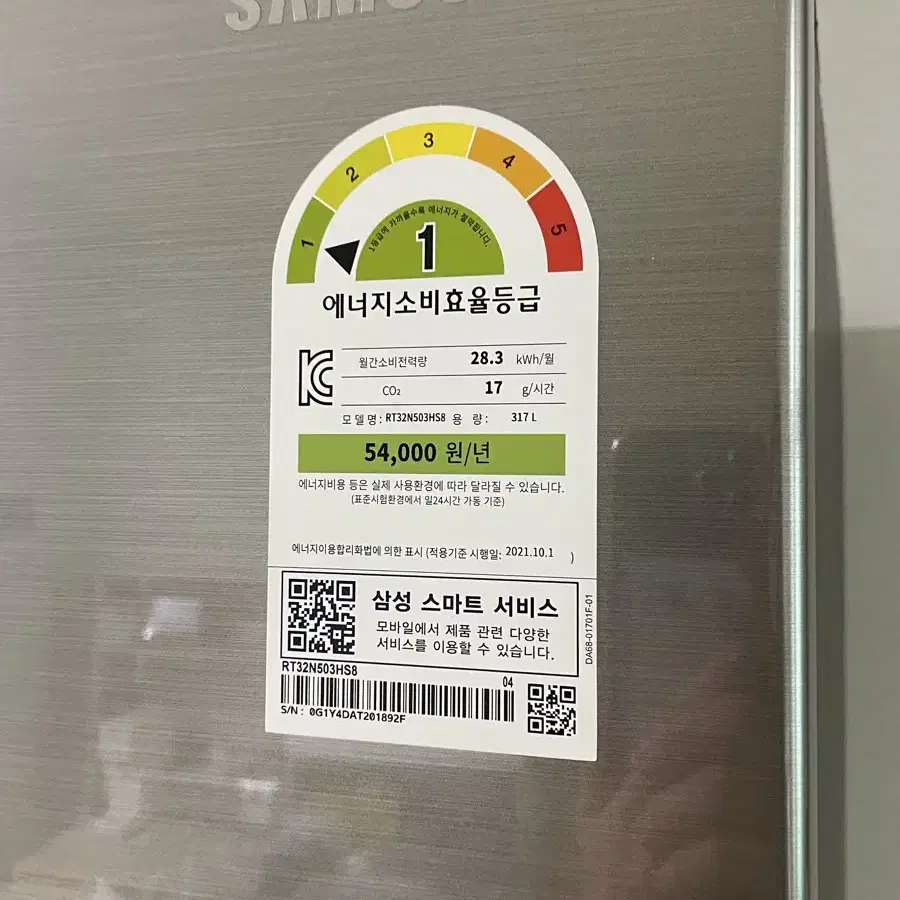 1 2 3 4 5
1등급에 가까울수록 에너지가 절약됩니다.
1
에너지소비효율등급
월간소비전력량 28.3 kWh/월
CO₂ 17 g/시간
모델명 : RT32N503HS8 용 량 : 317 L
54,000 원/년
에너지비용 등은 실제 사용환경에 따라 달라질 수 있습니다.
(표준시험환경에서 일24시간 가동 기준)
에너지이용합리화법에 의한 표시 (적용기준 시행일: 2021.10.1 )
삼성 스마트 서비스
모바일에서 제품 관련 다양한
서비스를 이용할 수 있습니다.
DA68-01701F-01
RT32N503HS8 04
S/N : 0G1Y4DAT201892F